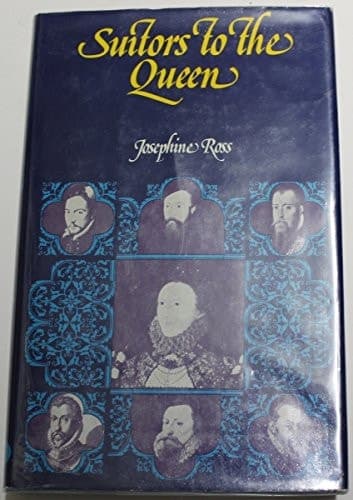 Suitors to the
Queen
Josephine Ross